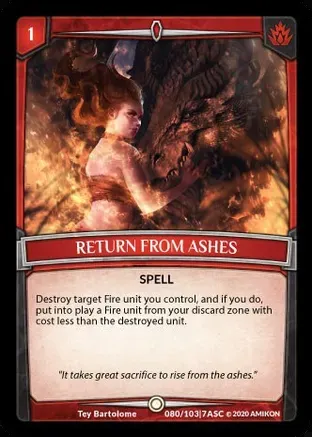 1
RETURN FROM ASHES
SPELL
Destroy target Fire unit you control, and if you do,
put into play a Fire unit from your discard zone with
cost less than the destroyed unit.
"It takes great sacrifice to rise from the ashes."
Tey Bartolome 080/103|7ASC © 2020 AMIKON